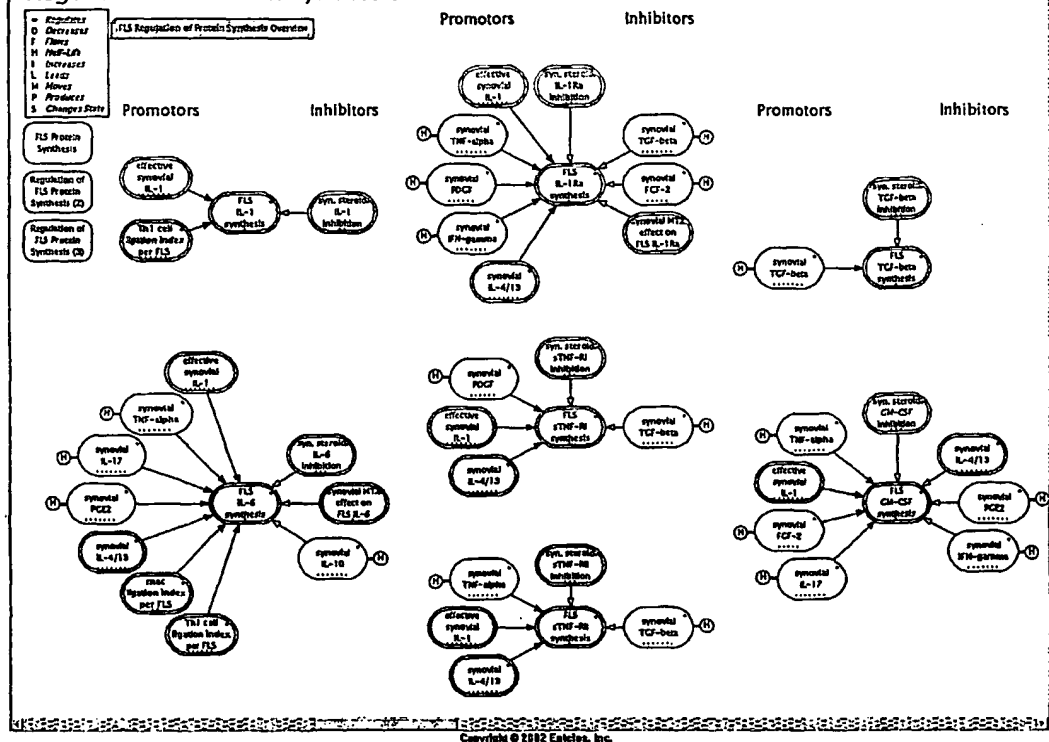 = Regulates
D Decreases
F Flows
H Half-Life
I Increases
L Leads
M Moves
P Produces
S Changes State
FLS Regulation of Protein Synthesis Overview
FLS Protein
Synthesis
Regulation of
FLS Protein
Synthesis (2)
Regulation of
FLS Protein
Synthesis (3)
Promotors
Inhibitors
effective
synovial
IL-1
Th1 cell
ligation index
per FLS
FLS
IL-1
synthesis
syn. steroid
IL-1
inhibition
Promotors
Inhibitors
effective
synovial
IL-1
syn. steroid
IL-1Ra
inhibition
H
synovial
TNF-alpha
H
synovial
PDGF
H
synovial
IFN-gamma
synovial
IL-4/13
FLS
IL-1Ra
synthesis
synovial
TGF-beta
H
synovial
FGF-2
H
synovial MTX
effect on
FLS IL-1Ra
Promotors
Inhibitors
syn. steroid
TGF-beta
inhibition
H
synovial
TGF-beta
FLS
TGF-beta
synthesis
effective
synovial
IL-1
H
synovial
TNF-alpha
H
synovial
IL-17
H
synovial
PGE2
synovial
IL-4/13
ligation index
per FLS
Th1 cell
ligation index
per FLS
FLS
IL-6
synthesis
syn. steroid
IL-6
inhibition
synovial MTX
effect on
FLS IL-6
synovial
IL-10
H
syn. steroid
sTNF-RI
inhibition
H
synovial
PDGF
effective
synovial
IL-1
synovial
IL-4/13
FLS
sTNF-RI
synthesis
synovial
TGF-beta
H
syn. steroid
sTNF-RII
inhibition
H
synovial
TNF-alpha
effective
synovial
IL-1
synovial
IL-4/13
FLS
sTNF-RII
synthesis
synovial
TGF-beta
H
syn. steroid
GM-CSF
inhibition
H
synovial
TNF-alpha
effective
synovial
IL-1
H
synovial
FGF-2
H
synovial
IL-17
FLS
GM-CSF
synthesis
synovial
IL-4/13
synovial
PGE2
H
synovial
IFN-gamma
H
Copyright © 2002 Entelos, Inc.